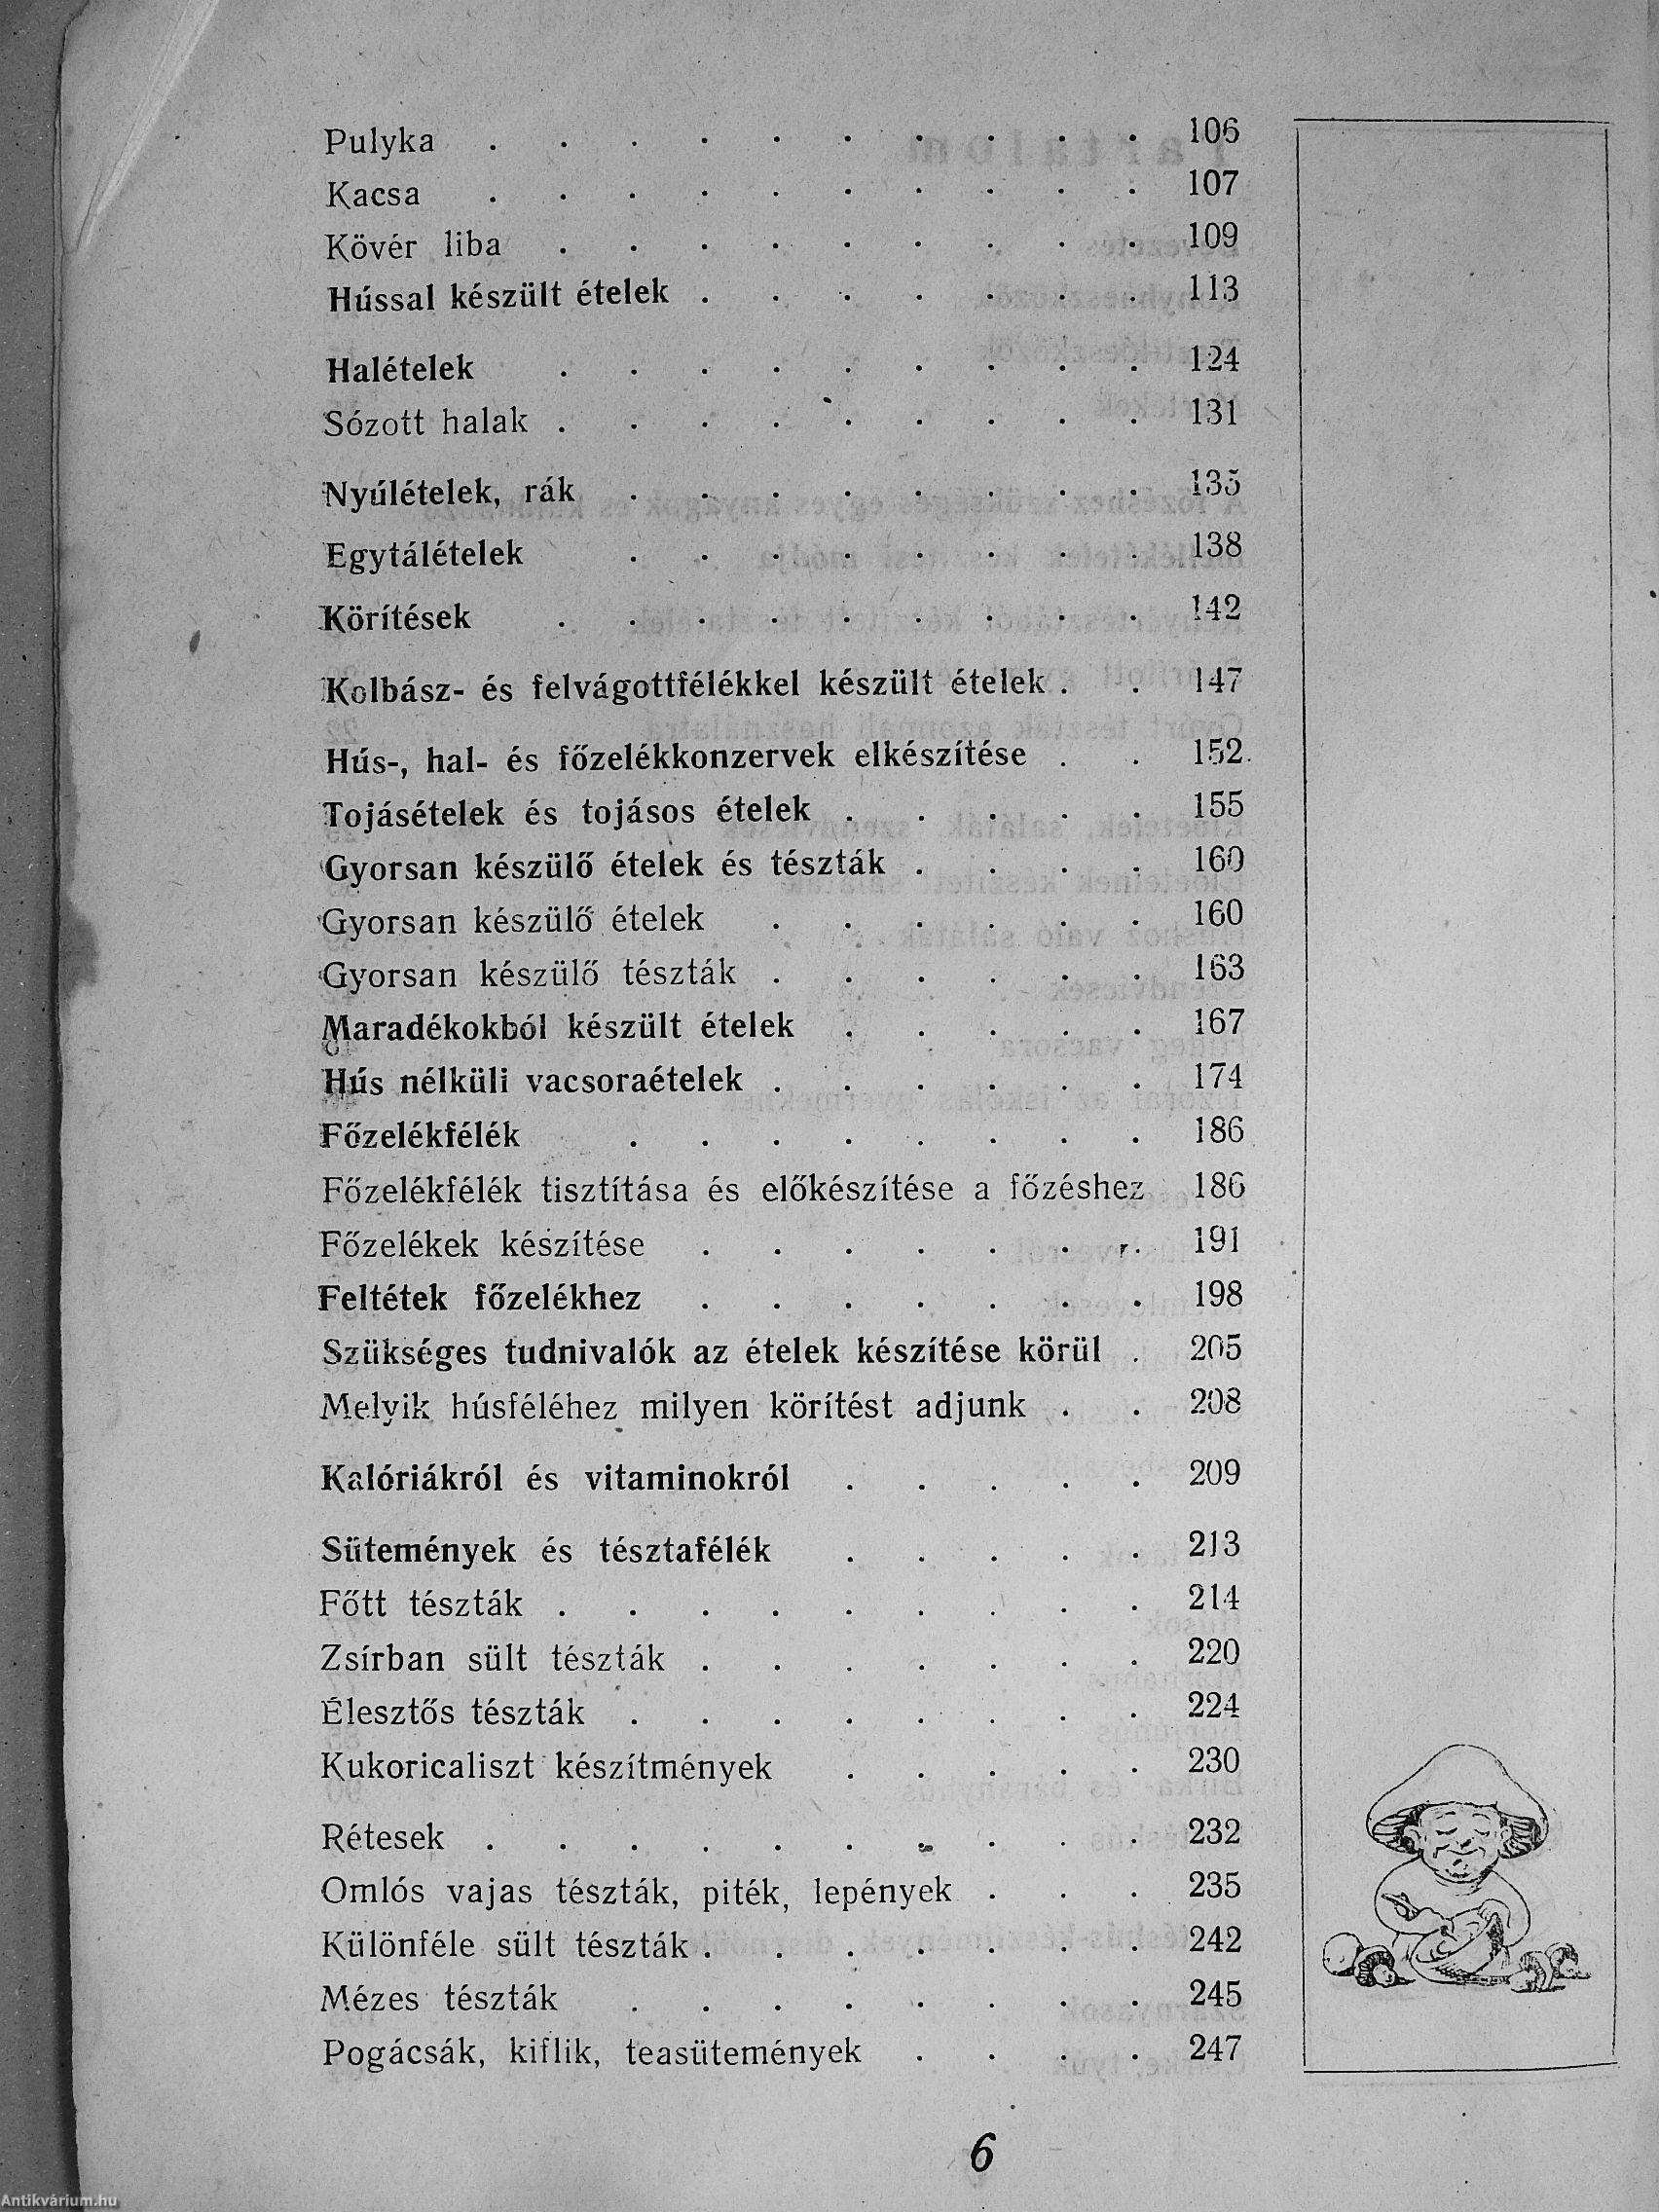 Pulyka . . . . . . . . . . 106
Kacsa . . . . . . . . . . 107
Kövér liba . . . . . . . . . 109
Hússal készült ételek . . . . . . . 113
Halételek . . . . . . . . . 124
Sózott halak . . . . . . . . . 131
Nyúlételek, rák . . . . . . . . 135
Egytálételek . . . . . . . . 138
Körítések . . . . . . . . . 142
Kolbász- és felvágottfélékkel készült ételek . . 147
Hús-, hal- és főzelékkonzervek elkészítése . . 152
Tojásételek és tojásos ételek . . . . . 155
Gyorsan készülő ételek és tészták . . . . 160
Gyorsan készülő ételek . . . . . . 160
Gyorsan készülő tészták . . . . . . 163
Maradékokból készült ételek . . . . . 167
Hús nélküli vacsoraételek . . . . . . 174
Főzelékfélék . . . . . . . . 186
Főzelékfélék tisztítása és előkészítése a főzéshez 186
Főzelékek készítése . . . . . . . 191
Feltétek főzelékhez . . . . . . . 198
Szükséges tudnivalók az ételek készítése körül . 205
Melyik húsféléhez milyen körítést adjunk . . 208
Kalóriákról és vitaminokról . . . . . 209
Sütemények és tésztafélék . . . . . 213
Főtt tészták . . . . . . . . . 214
Zsírban sült tészták . . . . . . . 220
Élesztős tészták . . . . . . . . 224
Kukoricaliszt készítmények . . . . . 230
Rétesek . . . . . . . . . . 232
Omlós vajas tészták, piték, lepények . . . 235
Különféle sült tészták . . . . . . . 242
Mézes tészták . . . . . . . . 245
Pogácsák, kiflik, teasütemények . . . . 247
6
Antikvárium.hu